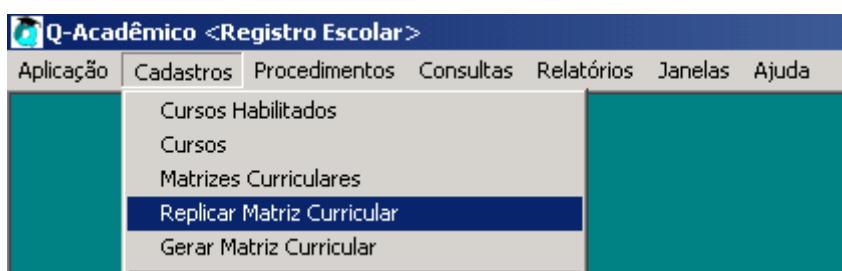 Q-Acadêmico <Registro Escolar>
Aplicação Cadastros Procedimentos Consultas Relatórios Janelas Ajuda
Cursos Habilitados
Cursos
Matrizes Curriculares
Replicar Matriz Curricular
Gerar Matriz Curricular